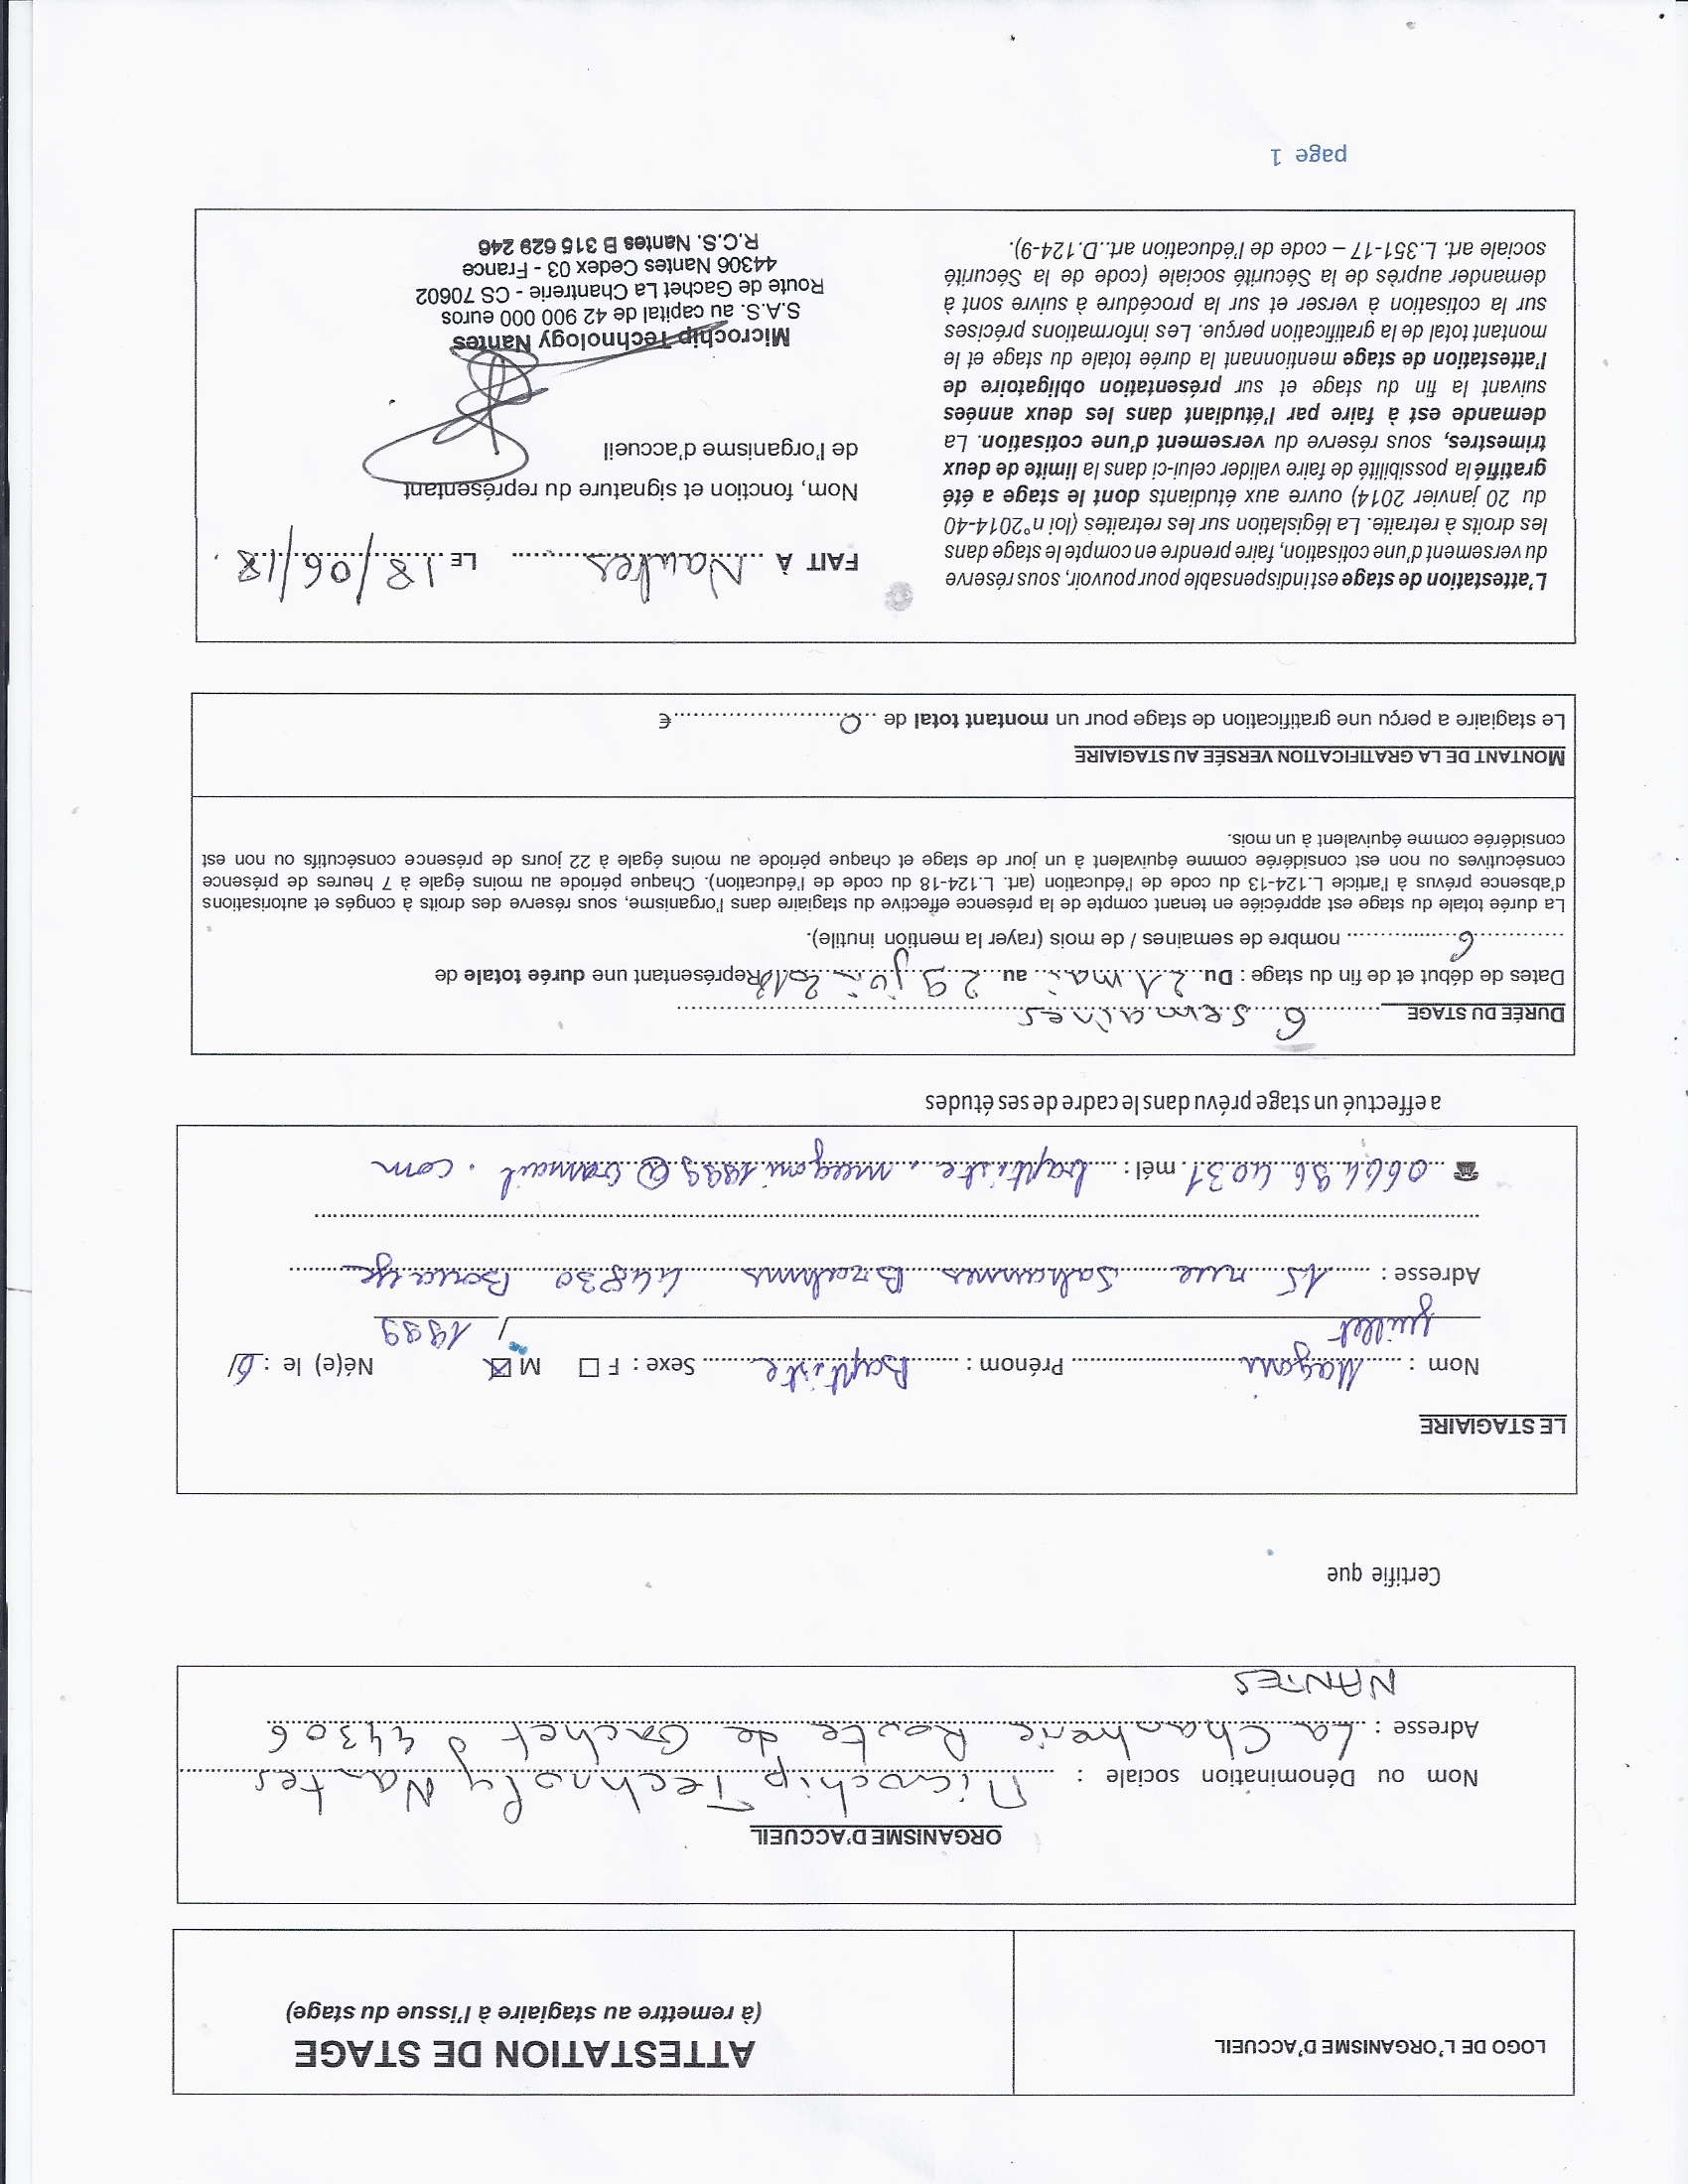 LOGO DE L'ORGANISME D'ACCUEIL
ATTESTATION DE STAGE
(à remettre au stagiaire à l'issue du stage)
ORGANISME D'ACCUEIL
Nom ou Dénomination sociale : Microchip Technoly Nantes
Adresse : La Chantrerie Route de Gachet 44306
NANTES
Certifie que
LE STAGIAIRE
Nom : Magoni Prénom : Baptiste Sexe : F ☐ M ☒ Né(e) le : 6/
juillet / 1999
Adresse : 15 rue Johannes Brahms 44830 Bouaye
☎ 0664964031 mél : baptiste.magoni1999@Gmail.com
a effectué un stage prévu dans le cadre de ses études
DURÉE DU STAGE 6 semaines
Dates de début et de fin du stage : Du 21 mai au 29 juin 2018 Représentant une durée totale de
6 nombre de semaines / de mois (rayer la mention inutile).
La durée totale du stage est appréciée en tenant compte de la présence effective du stagiaire dans l'organisme, sous réserve des droits à congés et autorisations
d'absence prévus à l'article L.124-13 du code de l'éducation (art. L.124-18 du code de l'éducation). Chaque période au moins égale à 7 heures de présence
consécutives ou non est considérée comme équivalent à un jour de stage et chaque période au moins égale à 22 jours de présence consécutifs ou non est
considérée comme équivalent à un mois.
MONTANT DE LA GRATIFICATION VERSÉE AU STAGIAIRE
Le stagiaire a perçu une gratification de stage pour un montant total de 0 €
L'attestation de stage est indispensable pour pouvoir, sous réserve
du versement d'une cotisation, faire prendre en compte le stage dans
les droits à retraite. La législation sur les retraites (loi n°2014-40
du 20 janvier 2014) ouvre aux étudiants dont le stage a été
gratifié la possibilité de faire valider celui-ci dans la limite de deux
trimestres, sous réserve du versement d'une cotisation. La
demande est à faire par l'étudiant dans les deux années
suivant la fin du stage et sur présentation obligatoire de
l'attestation de stage mentionnant la durée totale du stage et le
montant total de la gratification perçue. Les informations précises
sur la cotisation à verser et sur la procédure à suivre sont à
demander auprès de la Sécurité sociale (code de la Sécurité
sociale art. L.351-17 – code de l'éducation art..D.124-9).
FAIT À Nantes LE 18/06/18.
Nom, fonction et signature du représentant
de l'organisme d'accueil
Microchip Technology Nantes
S.A.S. au capital de 42 900 000 euros
Route de Gachet La Chantrerie - CS 70602
44306 Nantes Cedex 03 - France
R.C.S. Nantes B 315 629 246
page 1